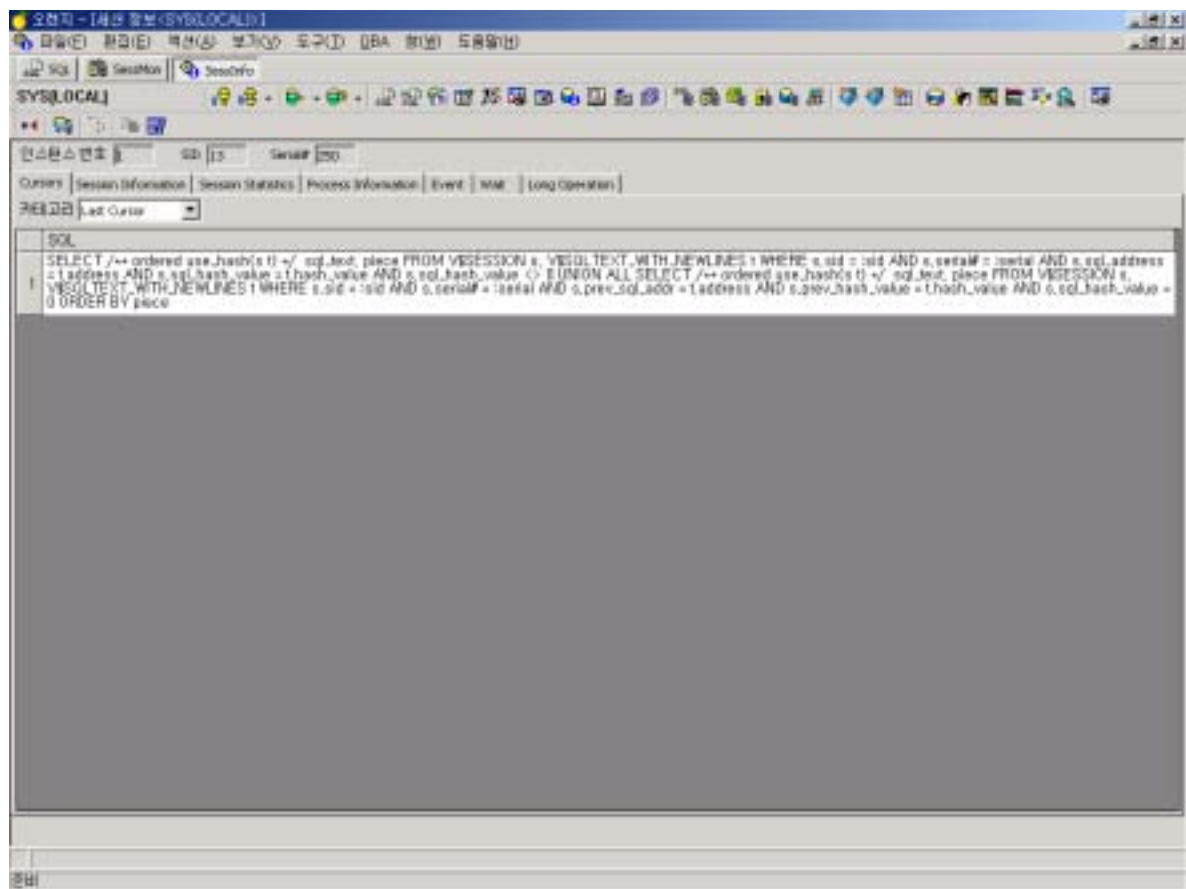 오렌지 - [세션 정보<SYS(LOCAL)>]
파일(F) 편집(E) 액션(A) 보기(V) 도구(T) DBA 창(W) 도움말(H)
SQL SessMon SessInfo
SYS(LOCAL)
인스턴스 번호 1 SID 13 Serial# 250
Cursors Session Information Session Statistics Process Information Event Wait Long Operation
카테고리 Last Cursor
SQL
SELECT /*+ ordered use_hash(s t) */ sql_text, piece FROM V$SESSION s, V$SQLTEXT_WITH_NEWLINES t WHERE s.sid = :sid AND s.serial# = :serial AND s.sql_address
1 = t.address AND s.sql_hash_value = t.hash_value AND s.sql_hash_value <> 0 UNION ALL SELECT /*+ ordered use_hash(s t) */ sql_text, piece FROM V$SESSION s,
V$SQLTEXT_WITH_NEWLINES t WHERE s.sid = :sid AND s.serial# = :serial AND s.prev_sql_addr = t.address AND s.prev_hash_value = t.hash_value AND s.sql_hash_value =
0 ORDER BY piece
준비